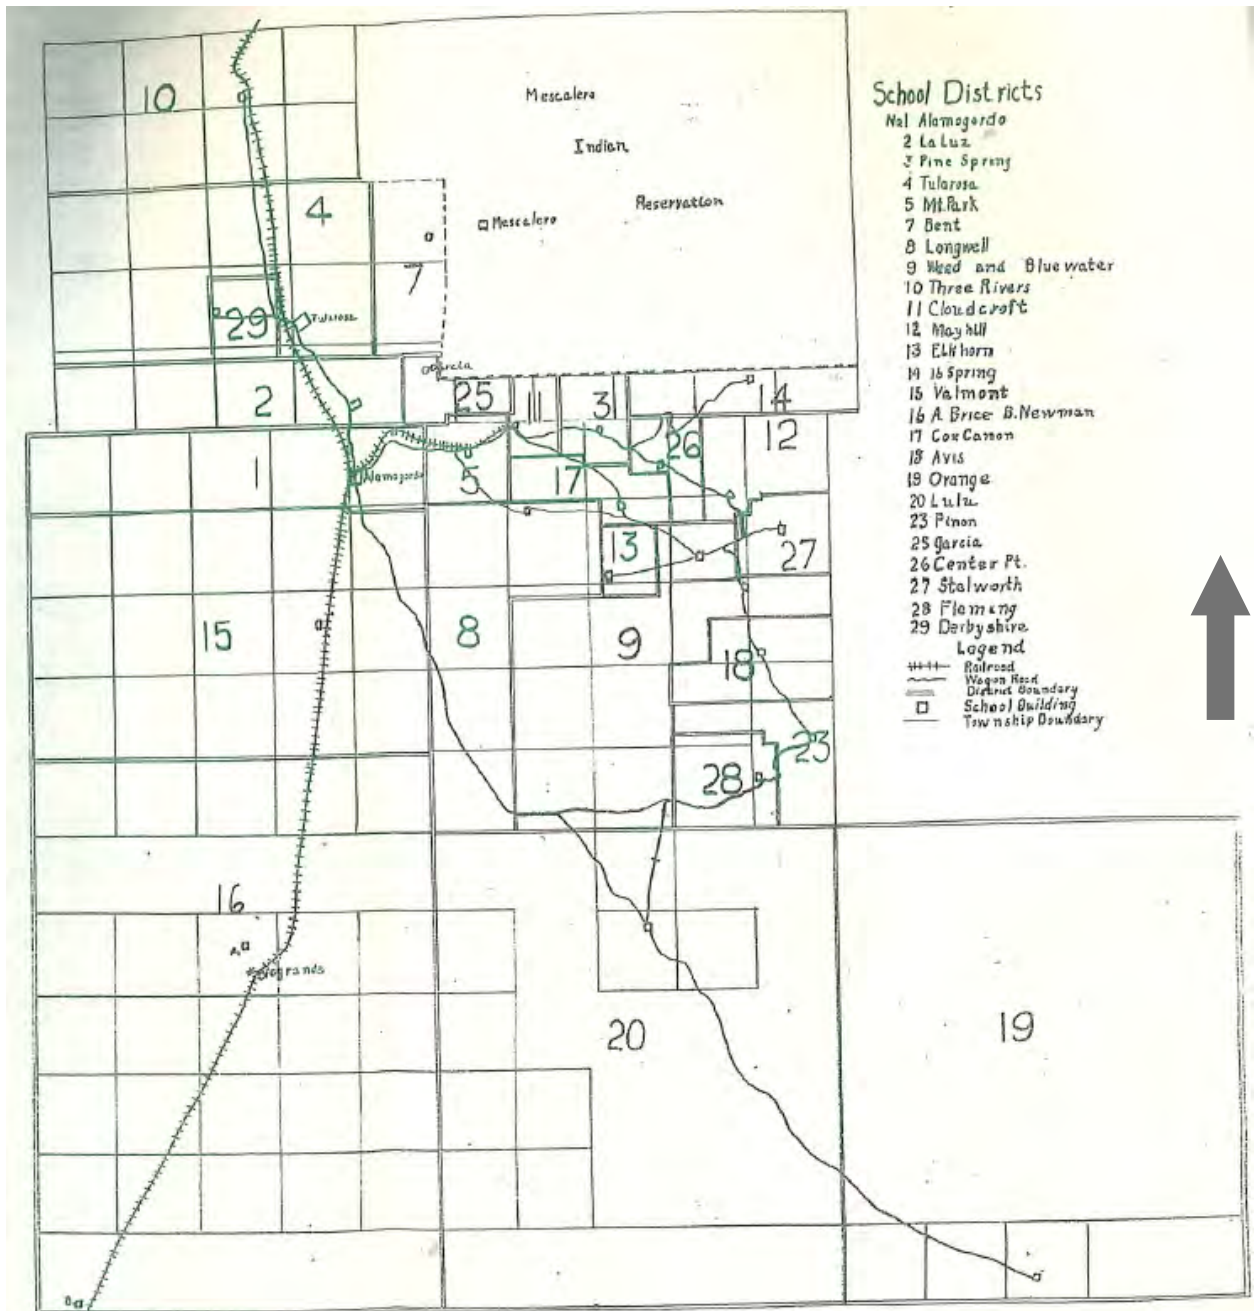 School Districts
No1 Alamogordo
2 La Luz
3 Pine Spring
4 Tularosa
5 Mt. Park
7 Bent
8 Longwell
9 Weed and Bluewater
10 Three Rivers
11 Cloudcroft
12 Mayhill
13 Elkhorn
14 16 Spring
15 Valmont
16 A Brice B. Newman
17 Cox Canon
18 Avis
19 Orange
20 Lulu
23 Pinon
25 Garcia
26 Center Pt.
27 Stalworth
28 Fleming
29 Derbyshire
Legend
Railroad
Wagon Road
District Boundary
School Building
Township Boundary
10
Mescalero
Indian
Reservation
Mescalero
4
7
29
Tularosa
2
Garcia
25
11
3
14
12
26
1
Alamogordo
5
17
13
27
15
8
9
18
23
28
16
A
Orogrande
20
19
B